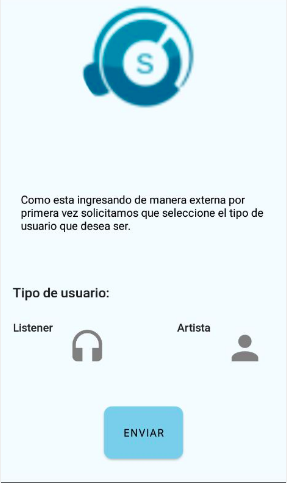 S
Como esta ingresando de manera externa por
primera vez solicitamos que seleccione el tipo de
usuario que desea ser.
Tipo de usuario:
Listener Artista
ENVIAR